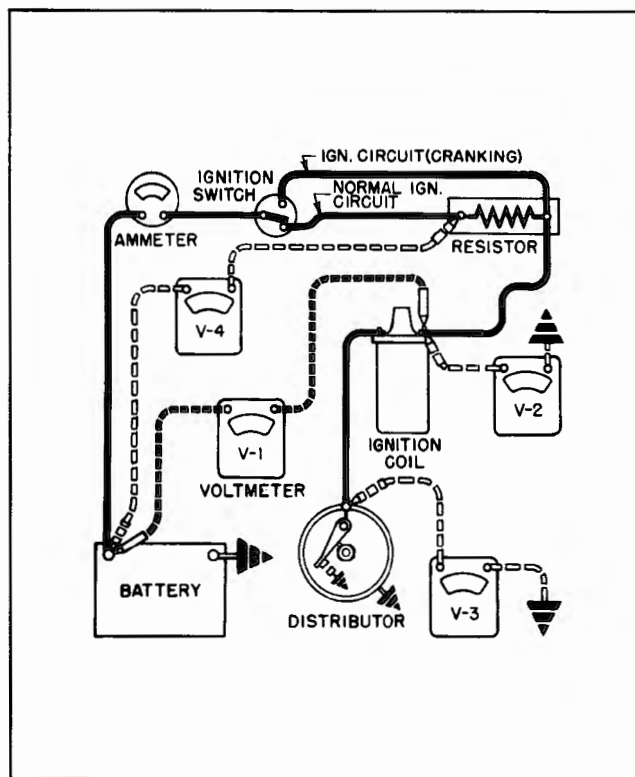 IGN. CIRCUIT(CRANKING)
IGNITION
SWITCH
NORMAL IGN.
CIRCUIT
AMMETER
RESISTOR
V-4
V-2
V-1
IGNITION
COIL
VOLTMETER
BATTERY
V-3
DISTRIBUTOR